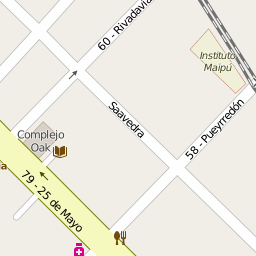 60 - Rivadavia
Instituto
Maipú
Saavedra
58 - Pueyrredón
Complejo
Oak
79 - 25 de Mayo